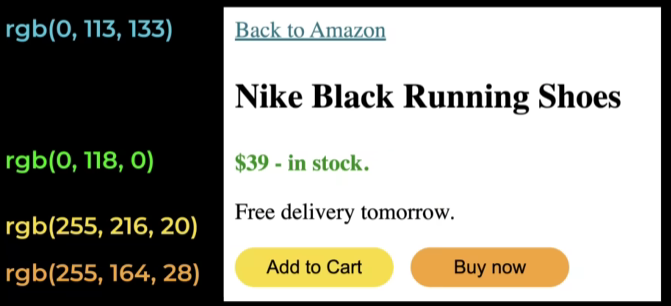 rgb(0, 113, 133)
Back to Amazon
Nike Black Running Shoes
rgb(0, 118, 0)
$39 - in stock.
rgb(255, 216, 20)
Free delivery tomorrow.
rgb(255, 164, 28)
Add to Cart
Buy now